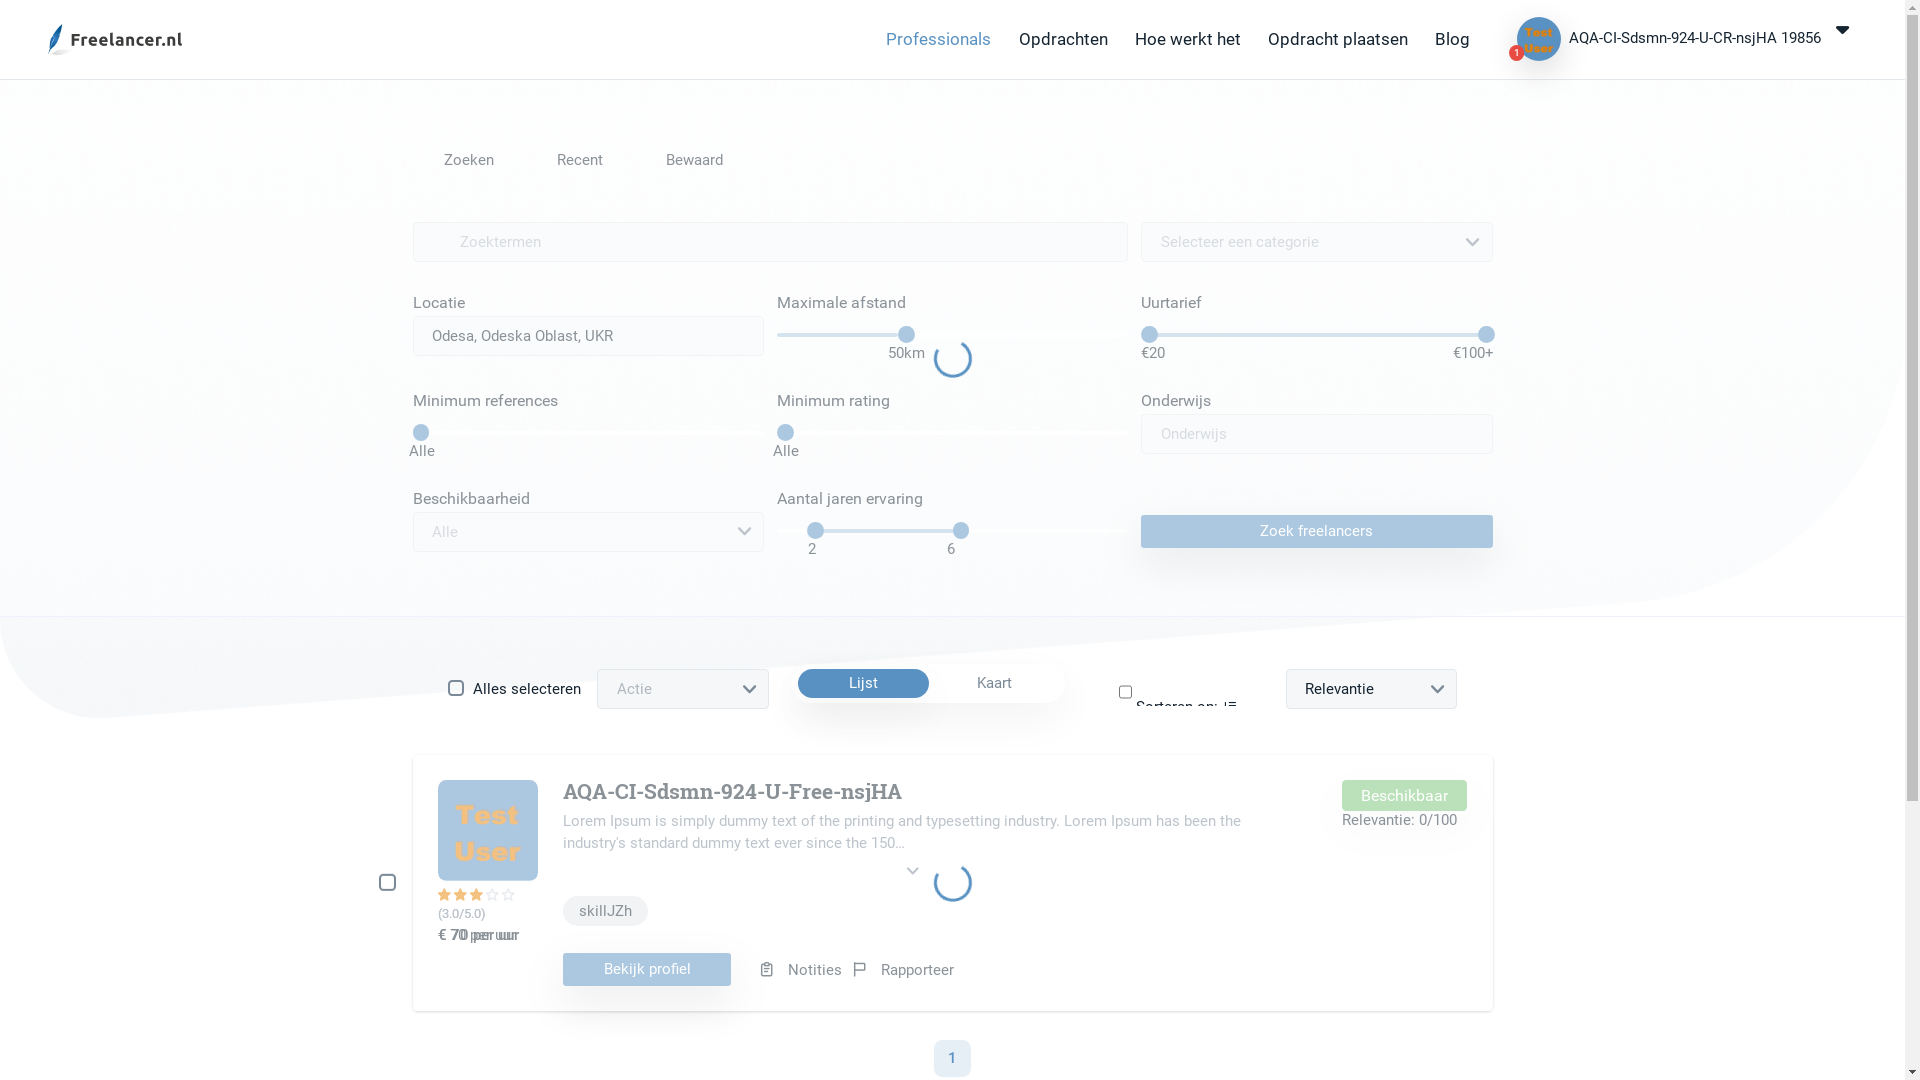 Freelancer.nl
Professionals
Opdrachten
Hoe werkt het
Opdracht plaatsen
Blog
Test
User
1
AQA-CI-Sdsmn-924-U-CR-nsjHA 19856
Zoeken
Recent
Bewaard
Zoektermen
Selecteer een categorie
Locatie
Maximale afstand
Uurtarief
Odesa, Odeska Oblast, UKR
50km
€20
€100+
Minimum references
Minimum rating
Onderwijs
Alle
Alle
Onderwijs
Beschikbaarheid
Aantal jaren ervaring
Alle
2
6
Zoek freelancers
Alles selecteren
Actie
Lijst
Kaart
Sorteren op:
Relevantie
Test
User
AQA-CI-Sdsmn-924-U-Free-nsjHA
Lorem Ipsum is simply dummy text of the printing and typesetting industry. Lorem Ipsum has been the
industry's standard dummy text ever since the 150...
Beschikbaar
Relevantie: 0/100
(3.0/5.0)
€ 70 per uur
skillJZh
Bekijk profiel
Notities
Rapporteer
1